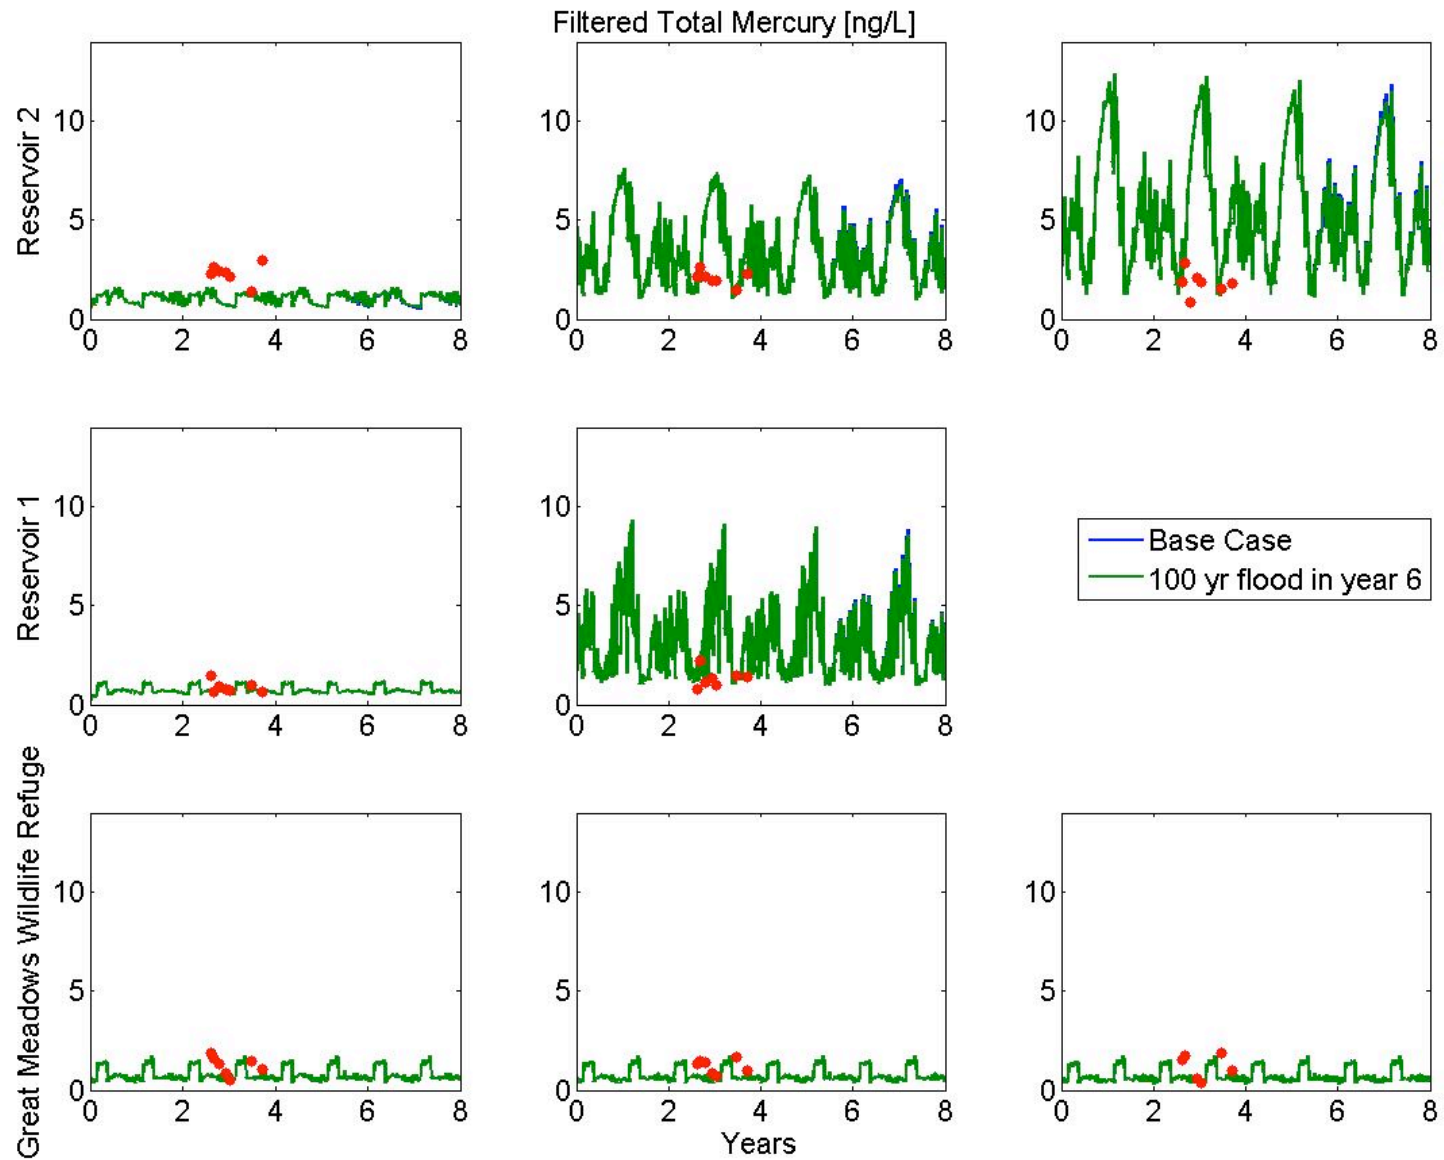 Filtered Total Mercury [ng/L]
Reservoir 2
10
5
0
0 2 4 6 8
10
5
0
0 2 4 6 8
10
5
0
0 2 4 6 8
Reservoir 1
10
5
0
0 2 4 6 8
10
5
0
0 2 4 6 8
Base Case
100 yr flood in year 6
Great Meadows Wildlife Refuge
10
5
0
0 2 4 6 8
10
5
0
0 2 4 6 8
10
5
0
0 2 4 6 8
Years